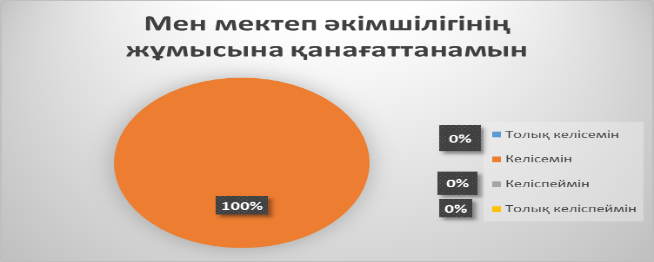 Мен мектеп әкімшілігінің
жұмысына қанағаттанамын
0% Толық келісемін
Келісемін
0% Келіспеймін
0% Толық келіспеймін
100%